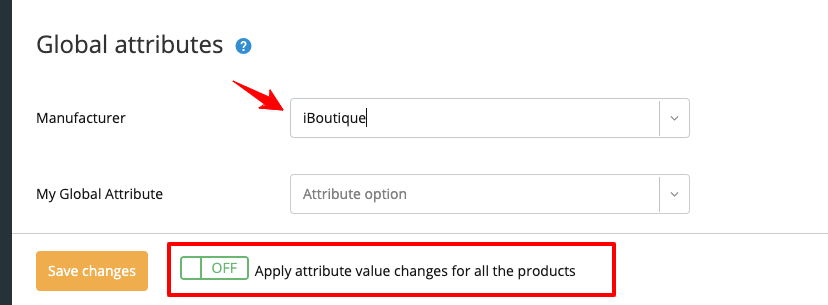 Global attributes ?
Manufacturer iBoutique
My Global Attribute Attribute option
Save changes OFF Apply attribute value changes for all the products